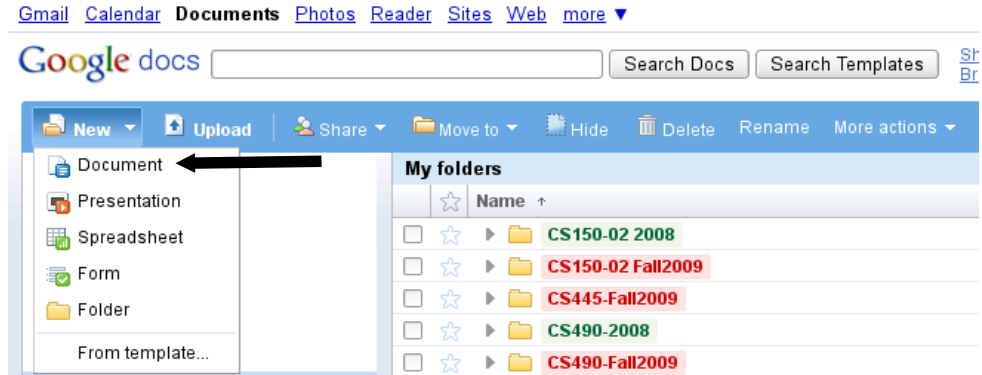 Gmail Calendar Documents Photos Reader Sites Web more ▼
Google docs Search Docs Search Templates
New Upload Share Move to Hide Delete Rename More actions
Document
Presentation
Spreadsheet
Form
Folder
From template...
My folders
Name ↑
CS150-02 2008
CS150-02 Fall2009
CS445-Fall2009
CS490-2008
CS490-Fall2009